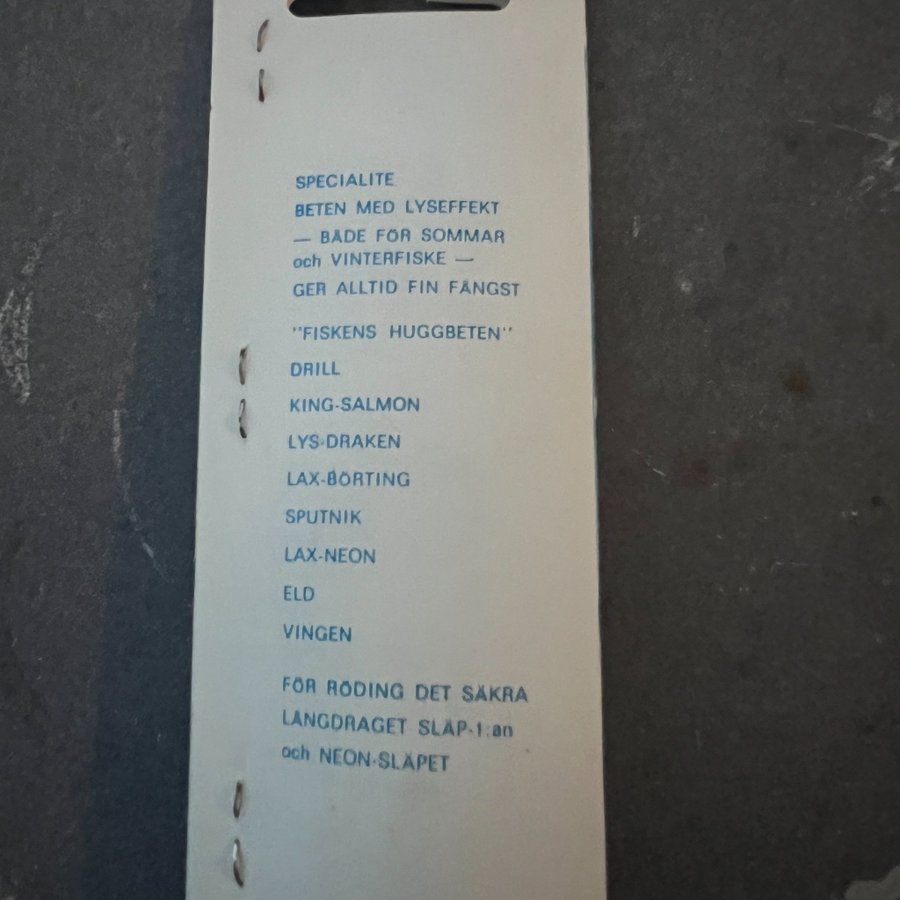 SPECIALITE
BETEN MED LYSEFFEKT
— BÅDE FÖR SOMMAR
och VINTERFISKE —
GER ALLTID FIN FÅNGST
"FISKENS HUGGBETEN"
DRILL
KING-SALMON
LYS-DRAKEN
LAX-BÖRTING
SPUTNIK
LAX-NEON
ELD
VINGEN
FÖR RÖDING DET SÄKRA
LÅNGDRAGET SLÄP-1:an
och NEON-SLÄPET